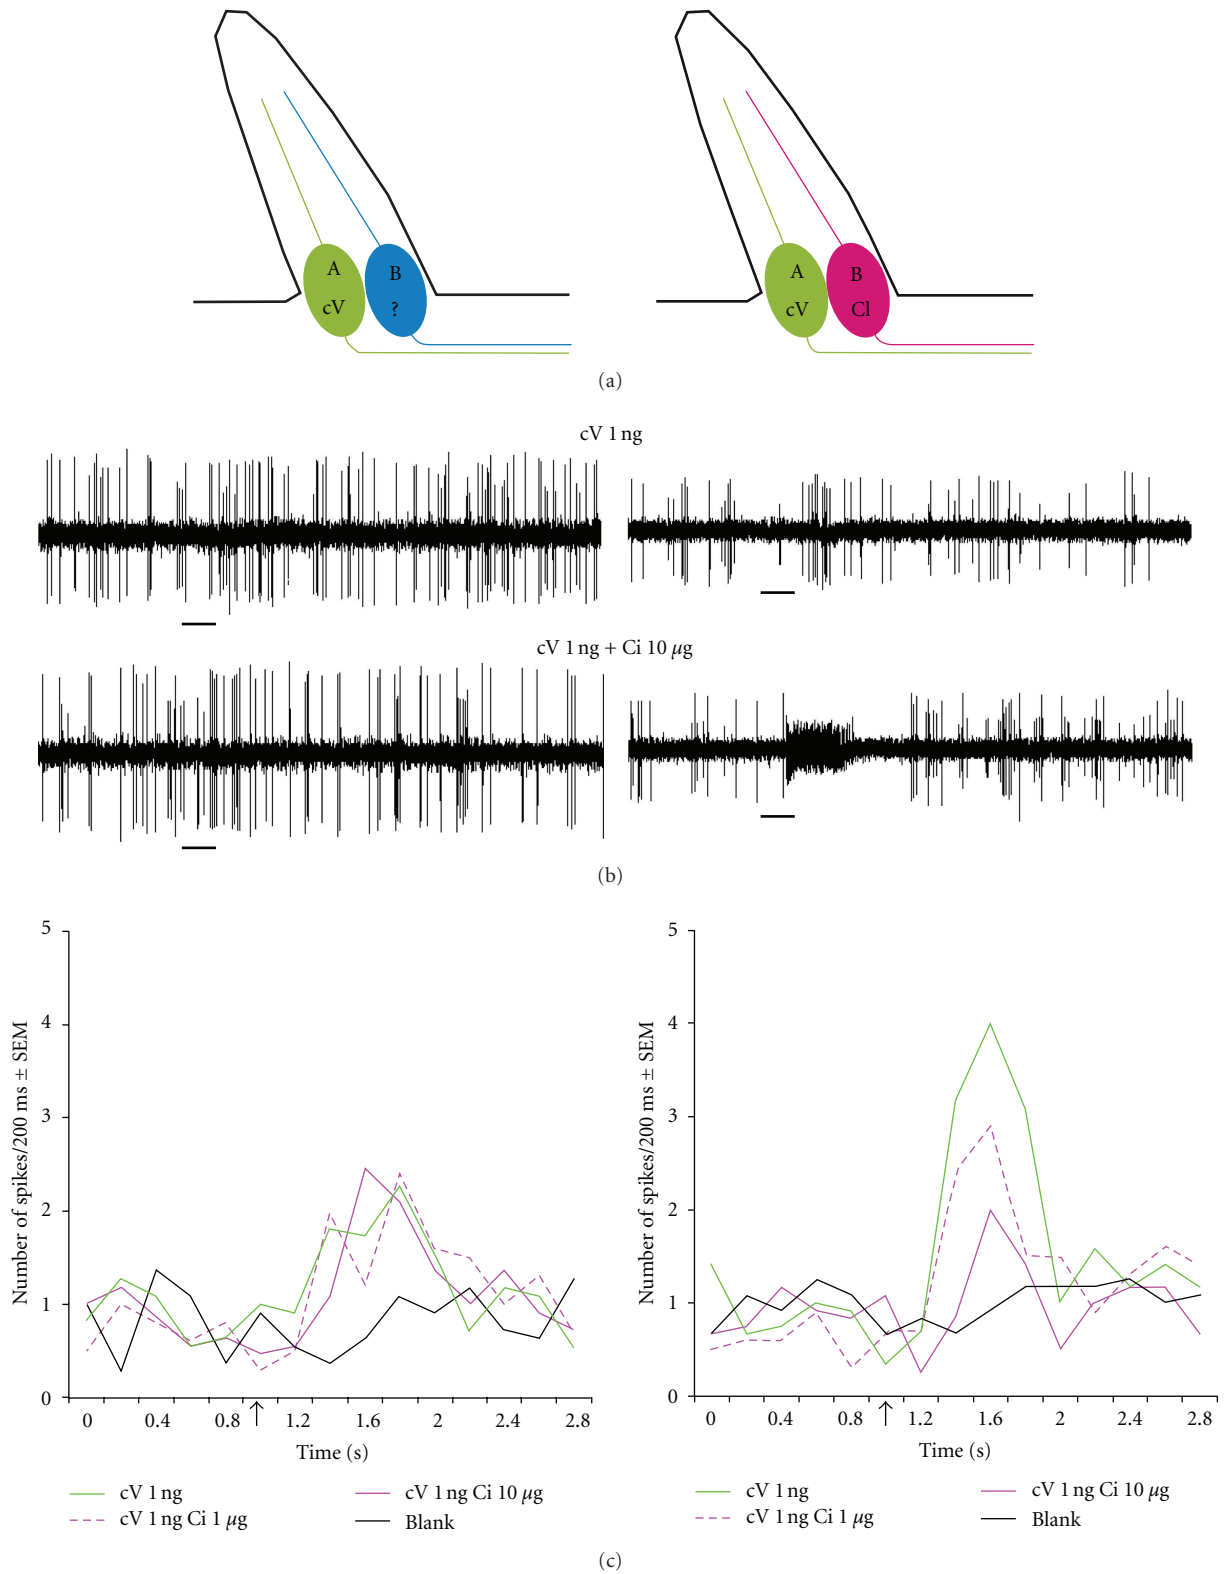 A
cV
B
?
A
cV
B
Cl
(a)
cV 1 ng
cV 1 ng + Ci 10 μg
(b)
Number of spikes/200 ms ± SEM
5
4
3
2
1
0
0 0.4 0.8 1.2 1.6 2 2.4 2.8
Time (s)
cV 1 ng
cV 1 ng Ci 1 μg
cV 1 ng Ci 10 μg
Blank
Number of spikes/200 ms ± SEM
5
4
3
2
1
0
0 0.4 0.8 1.2 1.6 2 2.4 2.8
Time (s)
cV 1 ng
cV 1 ng Ci 1 μg
cV 1 ng Ci 10 μg
Blank
(c)